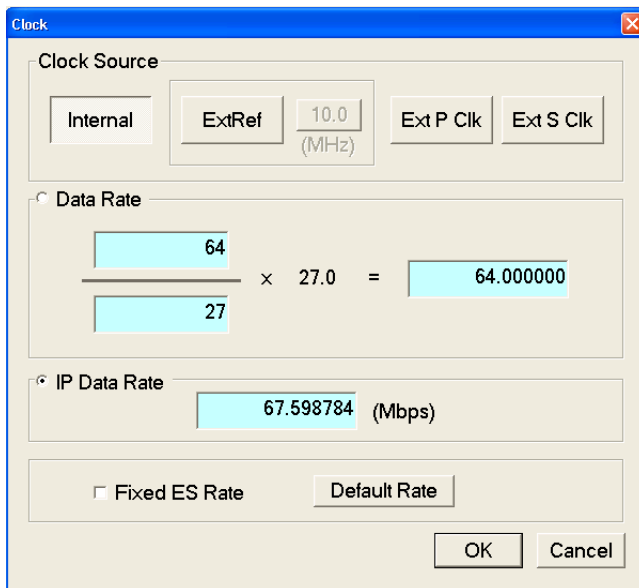 Clock
Clock Source
Internal
ExtRef
10.0
(MHz)
Ext P Clk
Ext S Clk
Data Rate
64
27
× 27.0 = 64.000000
IP Data Rate
67.598784 (Mbps)
Fixed ES Rate
Default Rate
OK
Cancel